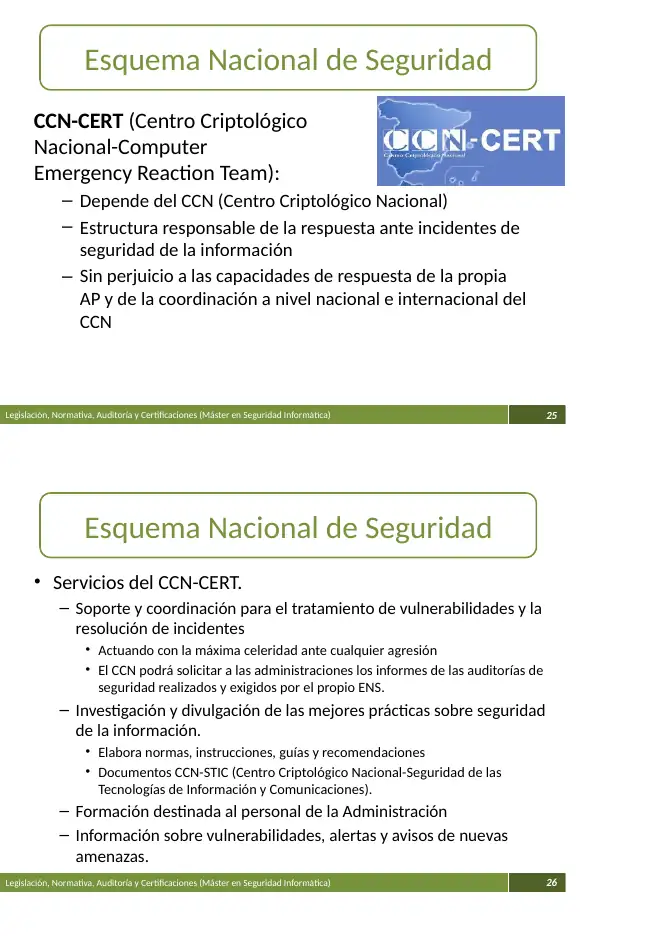 Esquema Nacional de Seguridad
CCN-CERT (Centro Criptológico
Nacional-Computer
Emergency Reaction Team):
CCN-CERT
Centro Criptológico Nacional
– Depende del CCN (Centro Criptológico Nacional)
– Estructura responsable de la respuesta ante incidentes de
seguridad de la información
– Sin perjuicio a las capacidades de respuesta de la propia
AP y de la coordinación a nivel nacional e internacional del
CCN
Legislación, Normativa, Auditoría y Certificaciones (Máster en Seguridad Informática)
25
Esquema Nacional de Seguridad
• Servicios del CCN-CERT.
– Soporte y coordinación para el tratamiento de vulnerabilidades y la
resolución de incidentes
• Actuando con la máxima celeridad ante cualquier agresión
• El CCN podrá solicitar a las administraciones los informes de las auditorías de
seguridad realizados y exigidos por el propio ENS.
– Investigación y divulgación de las mejores prácticas sobre seguridad
de la información.
• Elabora normas, instrucciones, guías y recomendaciones
• Documentos CCN-STIC (Centro Criptológico Nacional-Seguridad de las
Tecnologías de Información y Comunicaciones).
– Formación destinada al personal de la Administración
– Información sobre vulnerabilidades, alertas y avisos de nuevas
amenazas.
Legislación, Normativa, Auditoría y Certificaciones (Máster en Seguridad Informática)
26